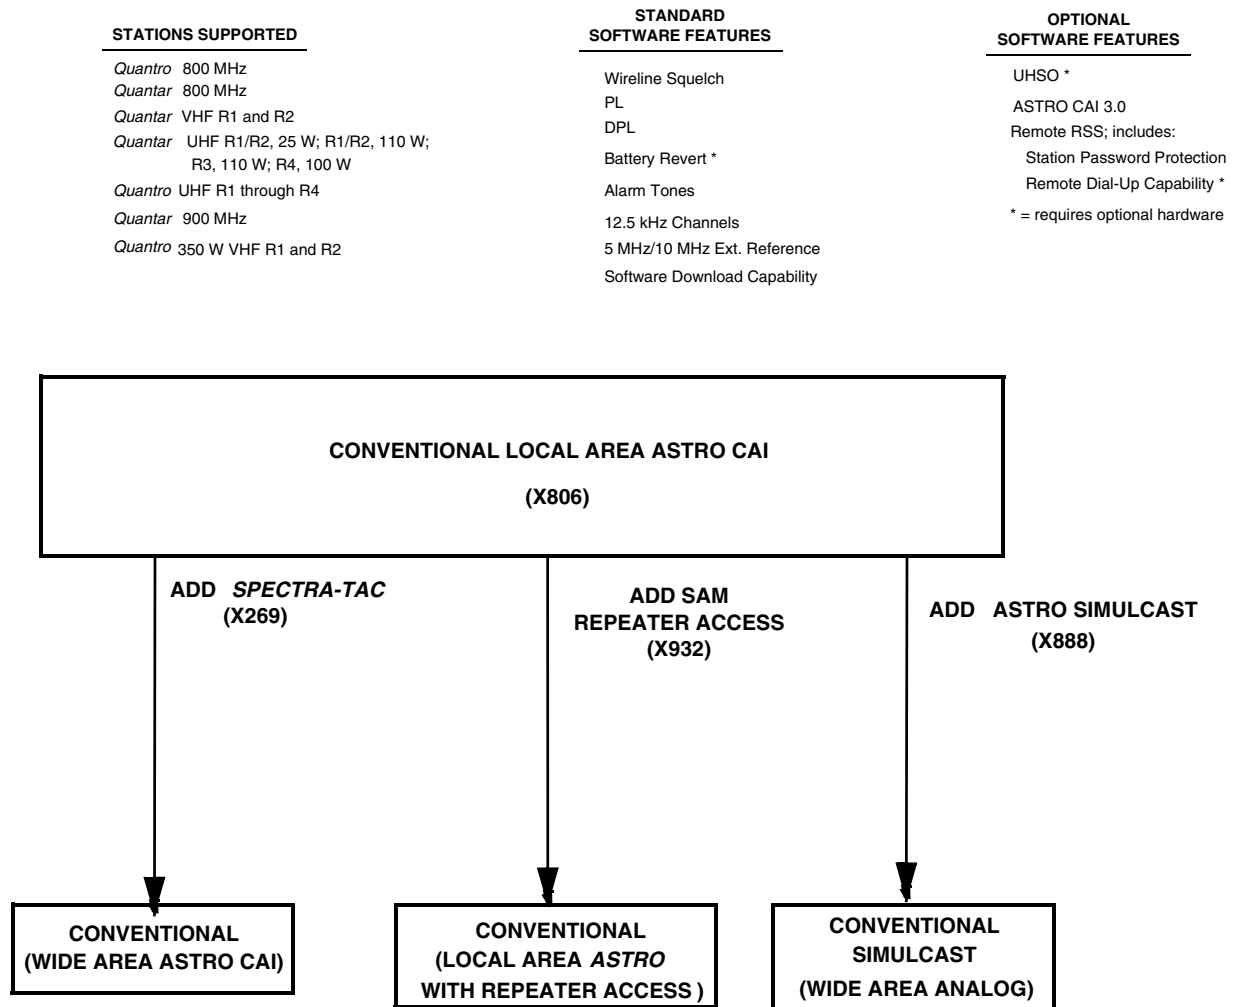 STATIONS SUPPORTED
Quantro 800 MHz
Quantar 800 MHz
Quantar VHF R1 and R2
Quantar UHF R1/R2, 25 W; R1/R2, 110 W;
R3, 110 W; R4, 100 W
Quantro UHF R1 through R4
Quantar 900 MHz
Quantro 350 W VHF R1 and R2
STANDARD
SOFTWARE FEATURES
Wireline Squelch
PL
DPL
Battery Revert *
Alarm Tones
12.5 kHz Channels
5 MHz/10 MHz Ext. Reference
Software Download Capability
OPTIONAL
SOFTWARE FEATURES
UHSO *
ASTRO CAI 3.0
Remote RSS; includes:
Station Password Protection
Remote Dial-Up Capability *
* = requires optional hardware
CONVENTIONAL LOCAL AREA ASTRO CAI
(X806)
ADD SPECTRA-TAC
(X269)
ADD SAM
REPEATER ACCESS
(X932)
ADD ASTRO SIMULCAST
(X888)
CONVENTIONAL
(WIDE AREA ASTRO CAI)
CONVENTIONAL
(LOCAL AREA ASTRO
WITH REPEATER ACCESS )
CONVENTIONAL
SIMULCAST
(WIDE AREA ANALOG)